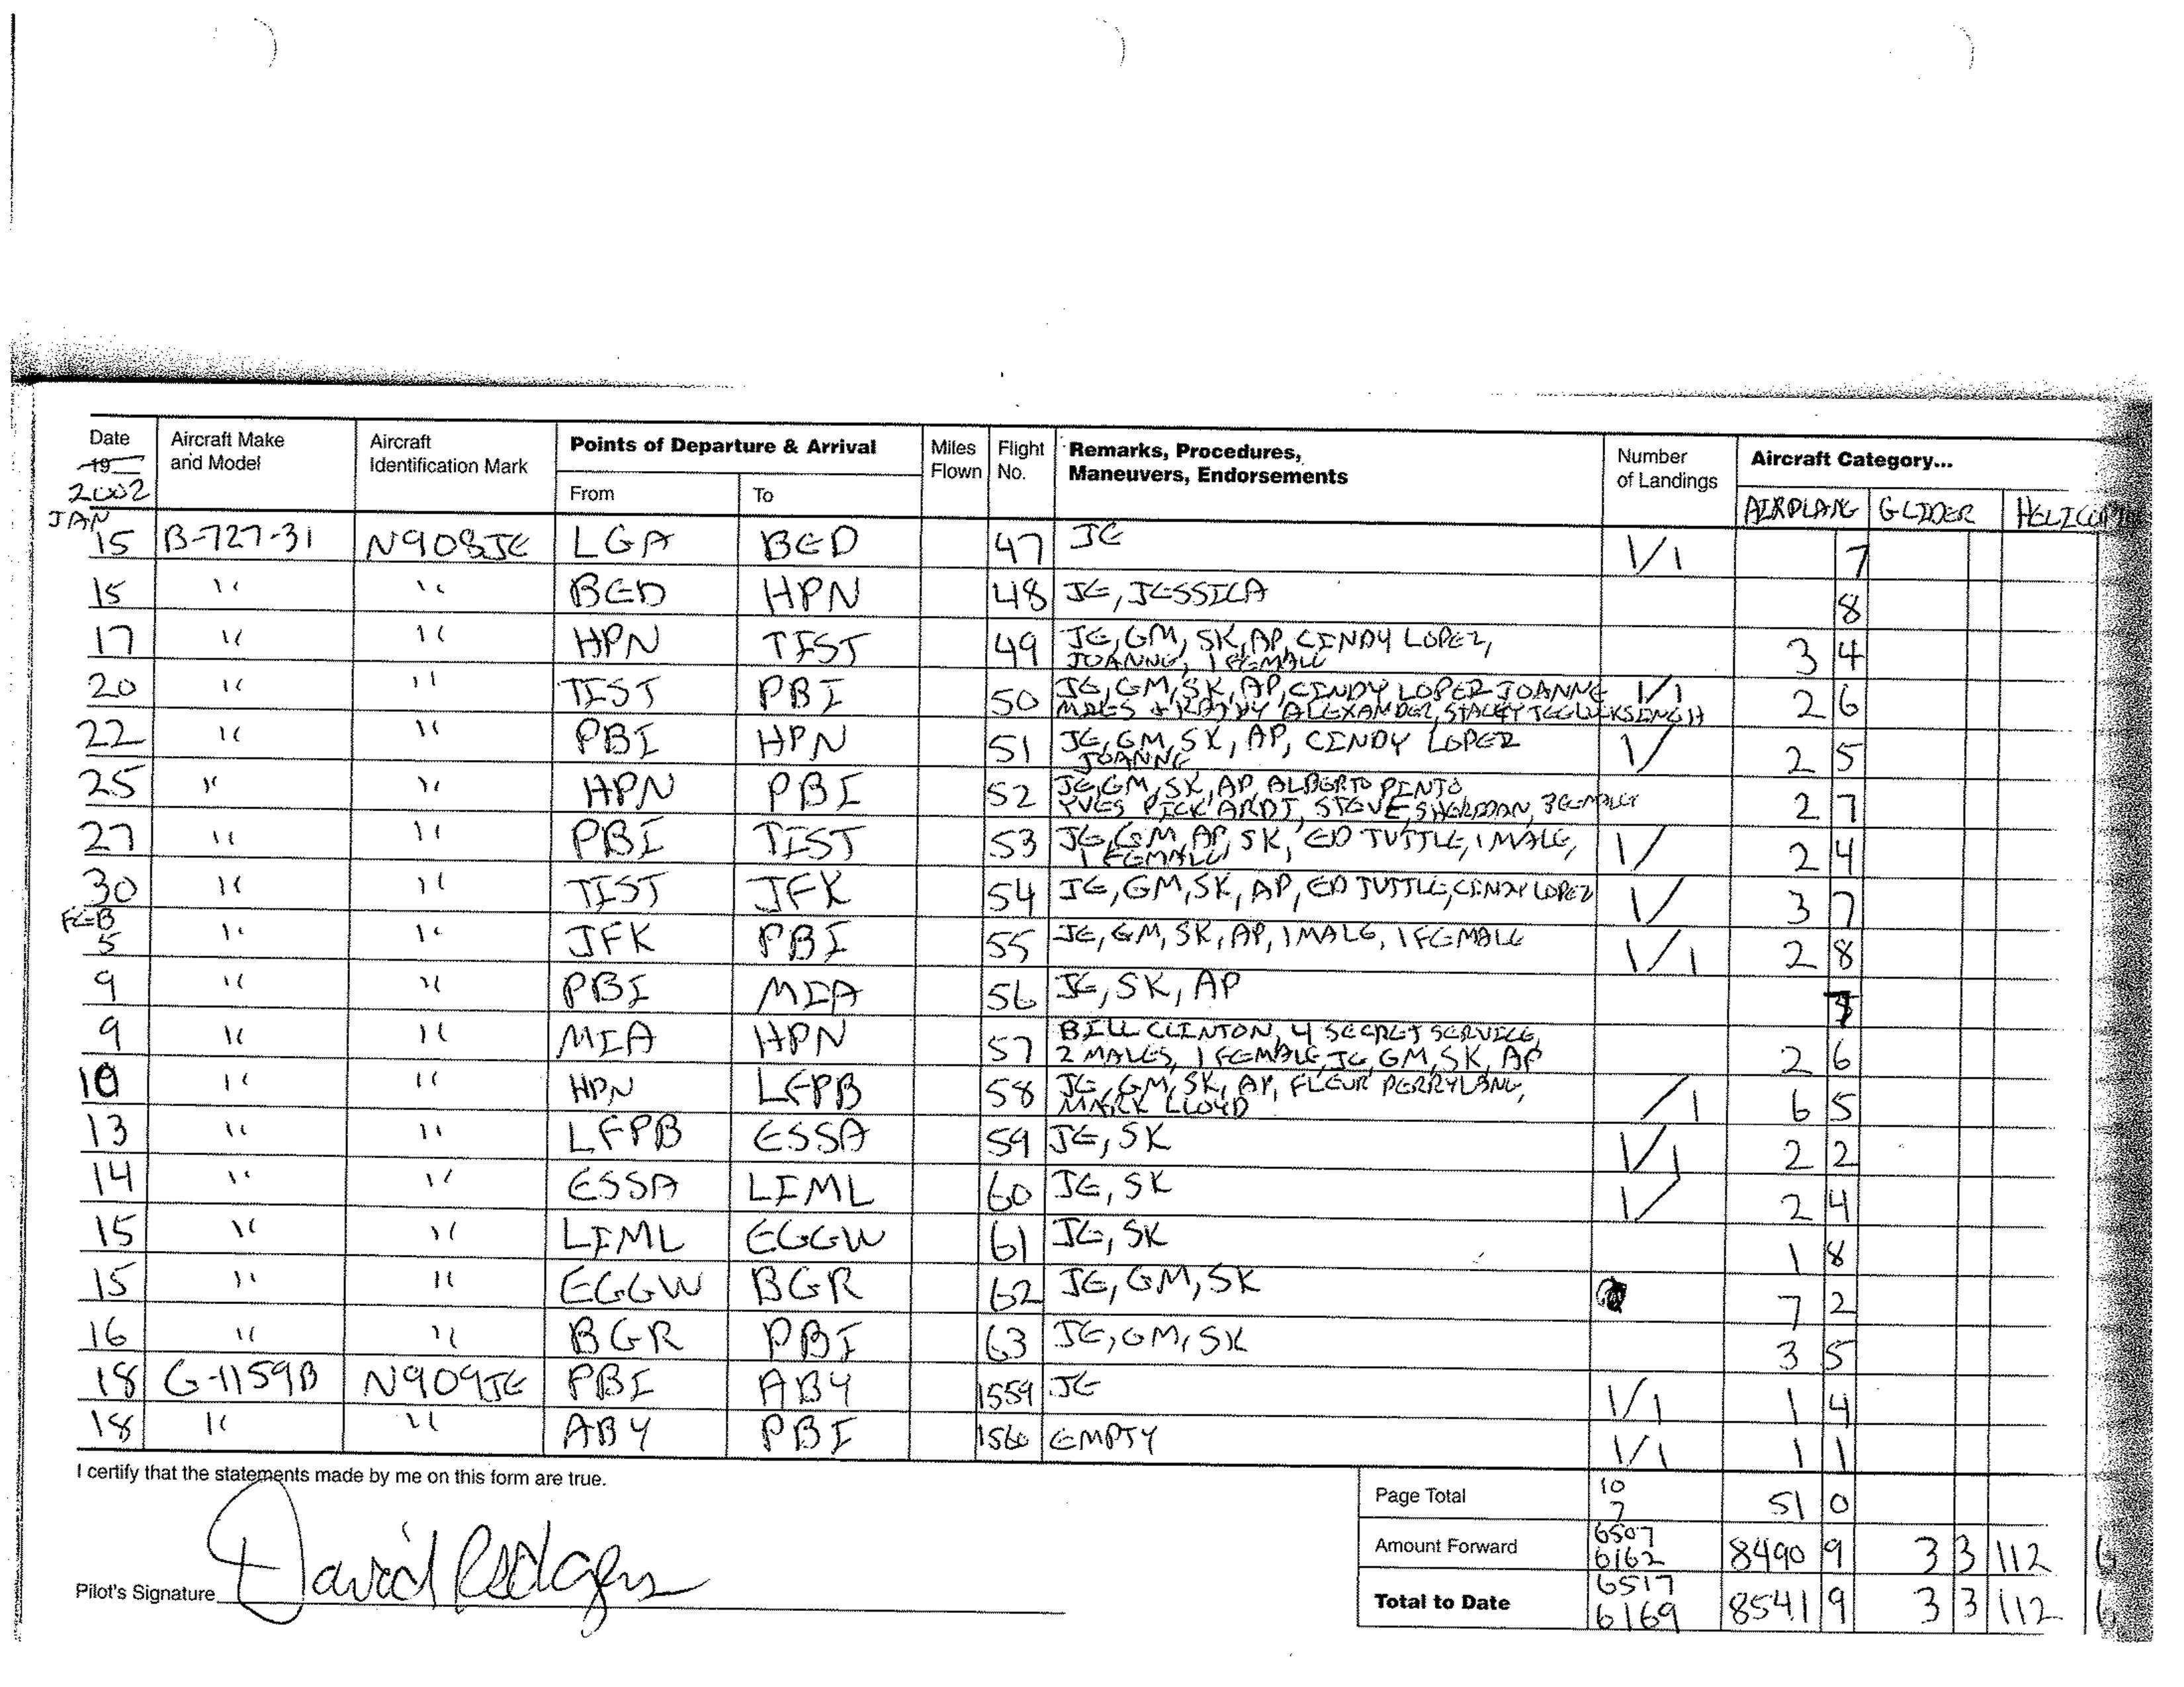 Date Aircraft Make Aircraft Points of Departure & Arrival Miles Flight Remarks, Procedures, Number Aircraft Category...
19 and Model Identification Mark Flown No. Maneuvers, Endorsements of Landings
2002 From To AIRPLANE GLIDER
JAN
15 B-727-31 N908JE LGA BED 47 JE 1/1 7
15 " " BED HPN 48 JE, JESSICA 8
17 " " HPN TIST 49 JE, GM, SK, AP, CINDY LOPEZ, 3 4
JOANNE, 1 FEMALE
20 " " TIST PBI 50 JE, GM, SK, AP, CINDY LOPEZ JOANNE 1/1 2 6
ALEXANDER, STACEY
22 " " PBI HPN 51 JE, GM, SK, AP, CINDY LOPEZ 1/ 2 5
JOANNE
25 " " HPN PBI 52 JE, GM, SK, AP, ALBERTO PINTO 2 7
YVES PICKARDT, STEVE, SHERIDAN, 3 FEMALE
27 " " PBI TIST 53 JE, GM, AP, SK, ED TUTTLE, 1 MALE, 1/ 2 4
1 FEMALE
30 " " TIST JFK 54 JE, GM, SK, AP, ED TUTTLE, CINDY LOPEZ 1/ 3 7
FEB
5 " " JFK PBI 55 JE, GM, SK, AP, 1 MALE, 1 FEMALE 1/1 2 8
9 " " PBI MIA 56 JE, SK, AP
9 " " MIA HPN 57 BILL CLINTON, 4 SECRET SERVICE, 2 6
2 MALES, 1 FEMALE, JE, GM, SK, AP
10 " " HPN LFPB 58 JE, GM, SK, AP, FLEUR PERRYLANG, /1 6 5
MARK LLOYD
13 " " LFPB ESSA 59 JE, SK 1/1 2 2
14 " " ESSA LIML 60 JE, SK 1/ 2 4
15 " " LIML EGGW 61 JE, SK 1 8
15 " " EGGW BGR 62 JE, GM, SK 7 2
16 " " BGR PBI 63 JE, GM, SK 3 5
18 G-1159B N909JE PBI ABY 1559 JE 1/1 1 4
18 " " ABY PBI 1560 EMPTY 1/1 1 1
I certify that the statements made by me on this form are true.
Page Total 10 51 0
7
Amount Forward 6507 8490 9 3 3 112
6162
Total to Date 6517 8541 9 3 3 112
6169
Pilot's Signature David Rodgers